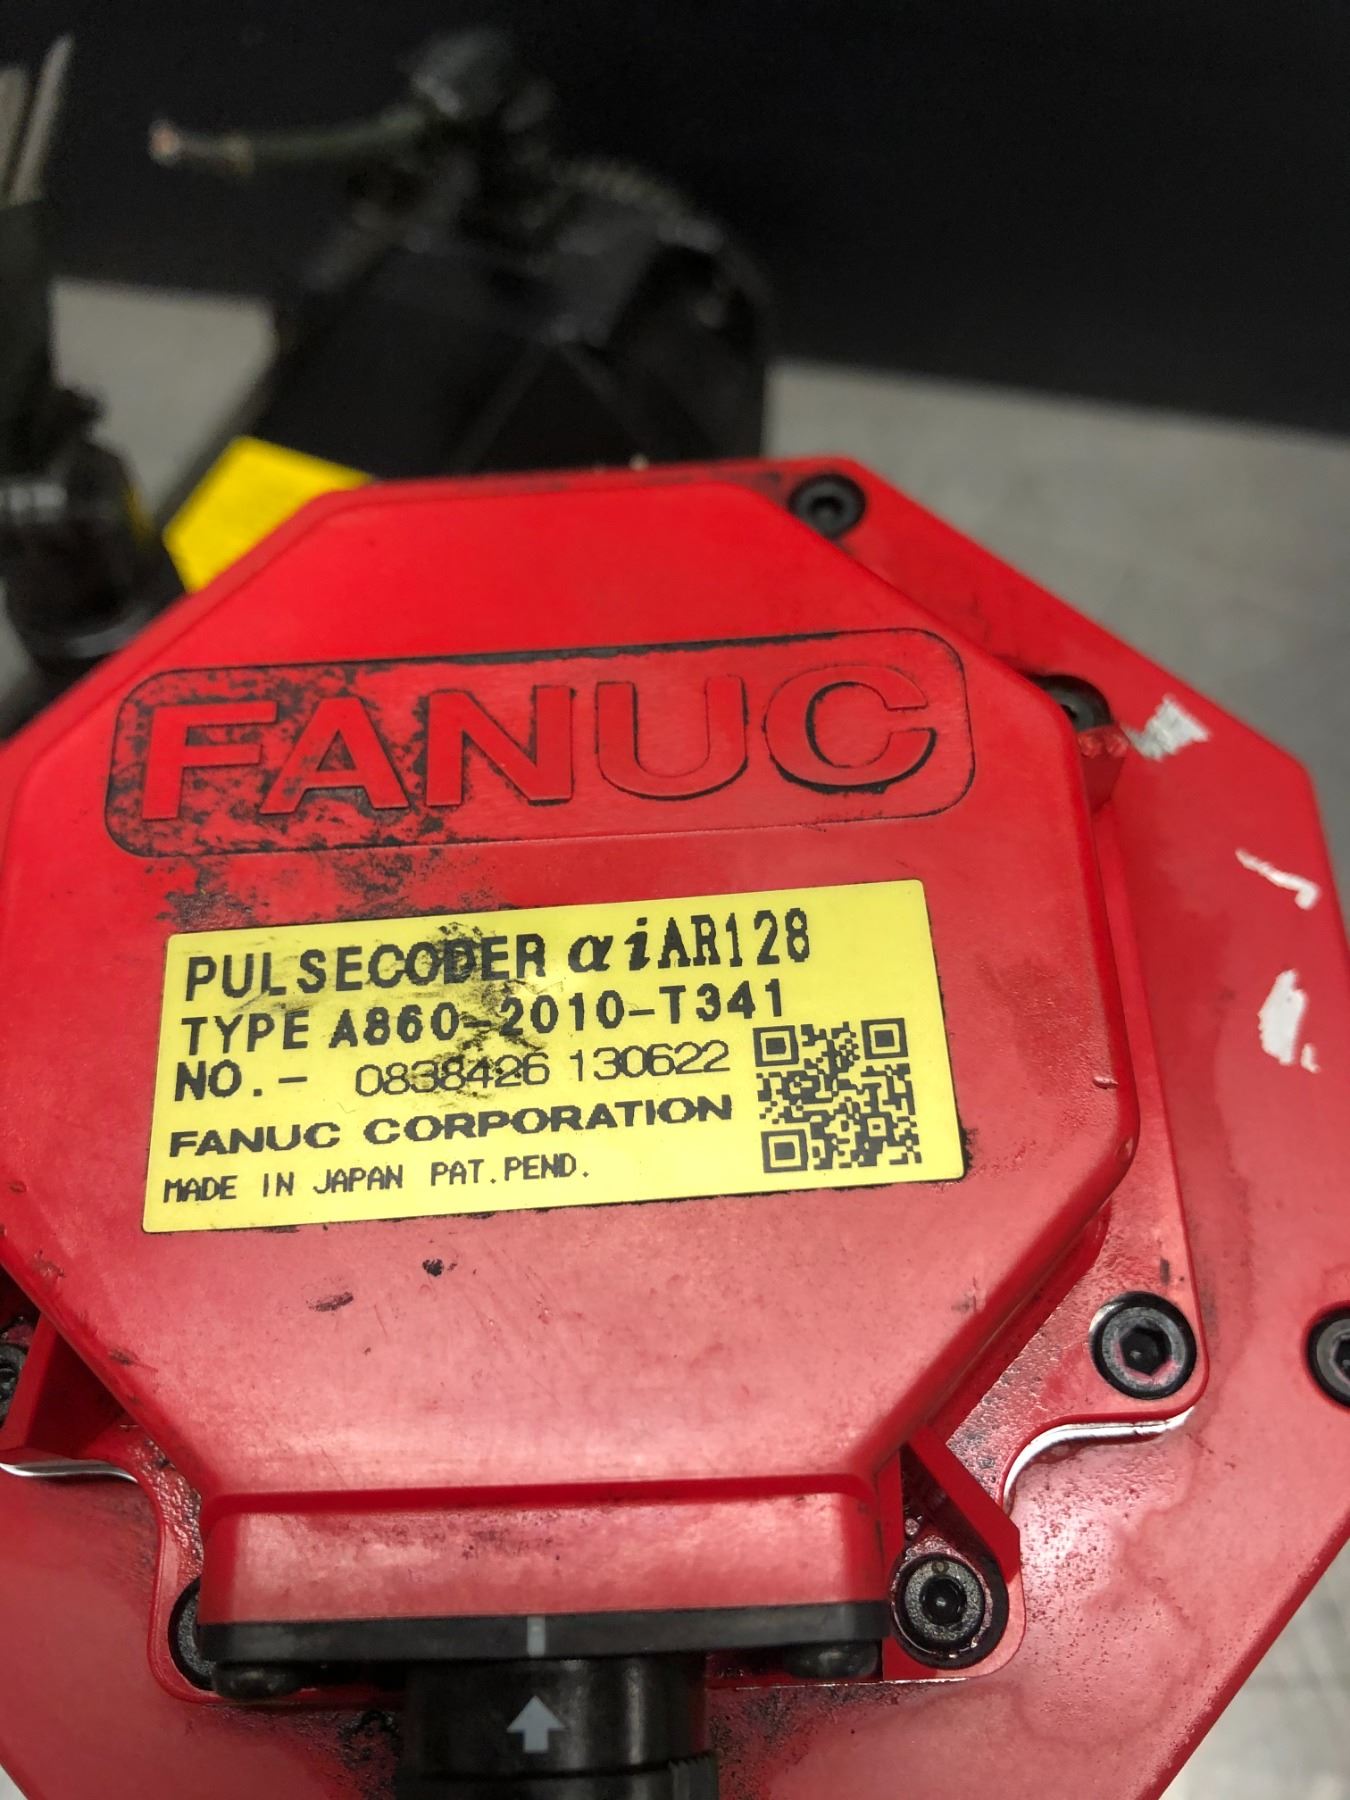 FANUC
PULSECODER αiAR128
TYPE A860-2010-T341
NO.- 0838426 130622
FANUC CORPORATION
MADE IN JAPAN PAT.PEND.